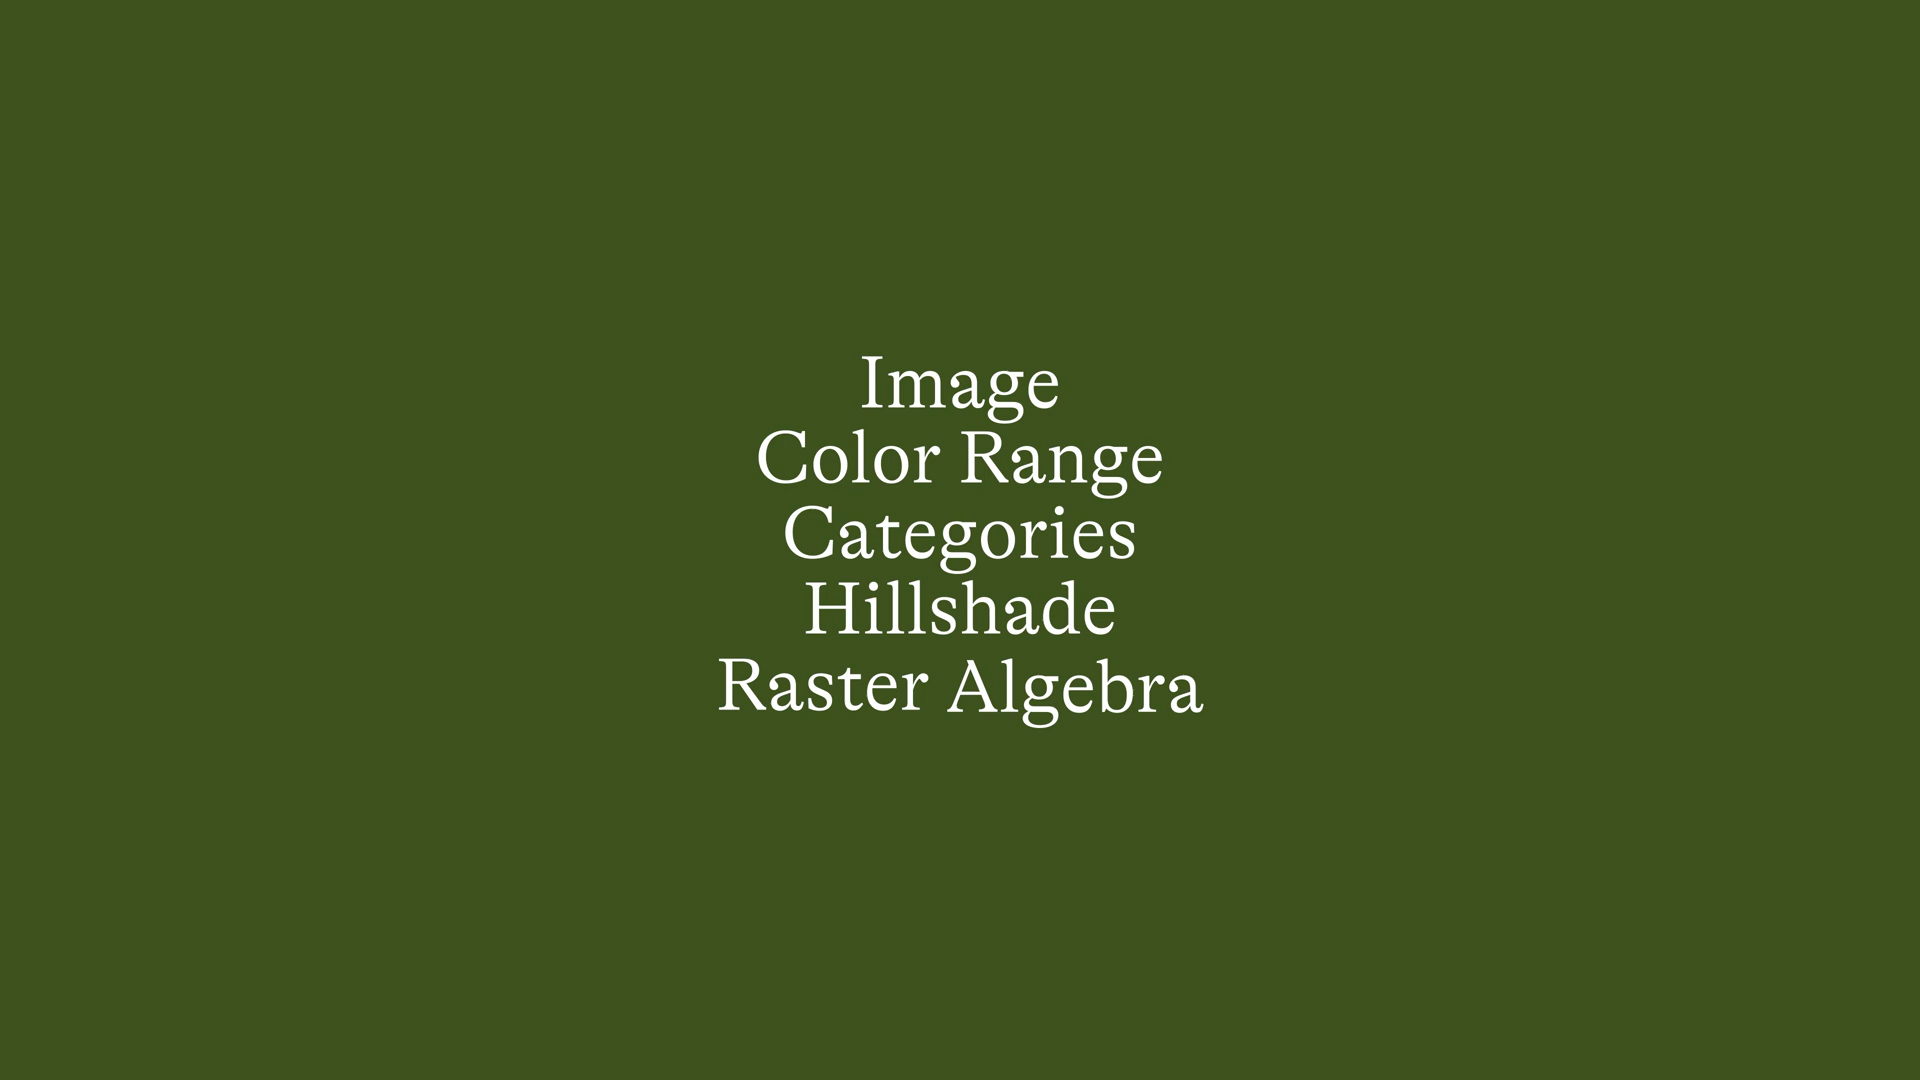 Image
Color Range
Categories
Hillshade
Raster Algebra